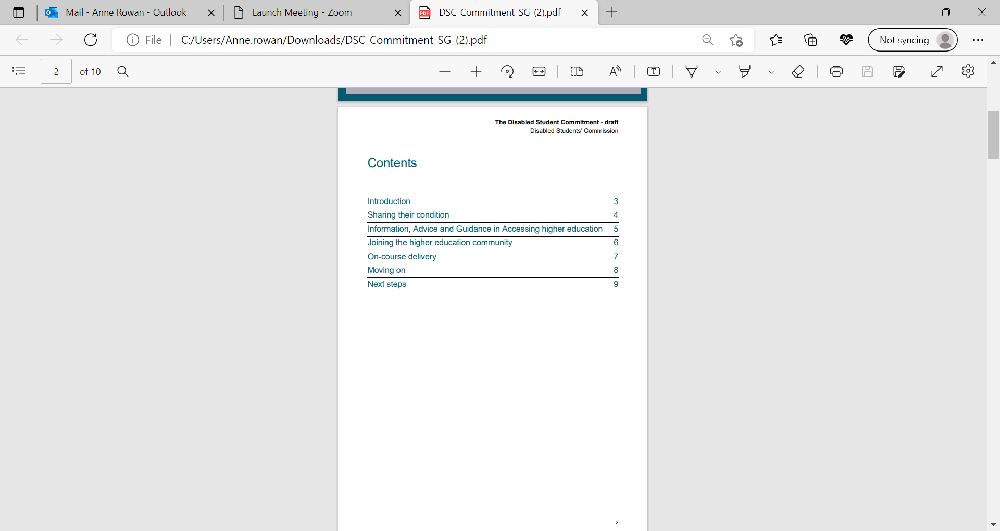 Mail - Anne Rowan - Outlook
Launch Meeting - Zoom
PDF
DSC_Commitment_SG_(2).pdf
File
C:/Users/Anne.rowan/Downloads/DSC_Commitment_SG_(2).pdf
Not syncing
2 of 10
The Disabled Student Commitment - draft
Disabled Students' Commission
Contents
Introduction 3
Sharing their condition 4
Information, Advice and Guidance in Accessing higher education 5
Joining the higher education community 6
On-course delivery 7
Moving on 8
Next steps 9
2